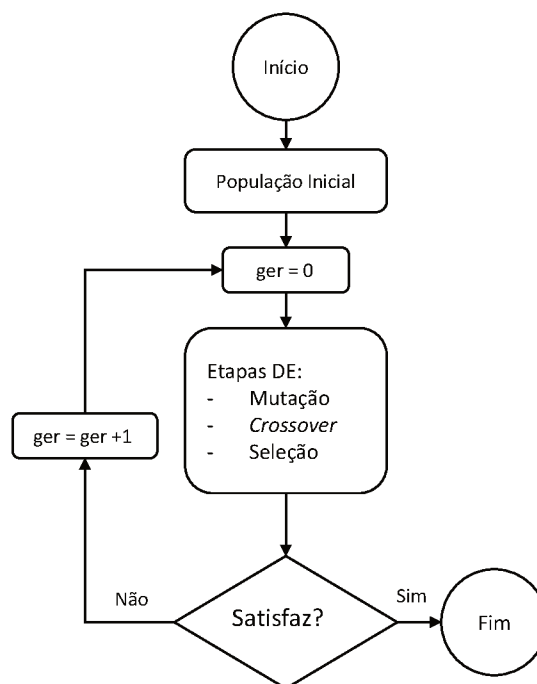 Início
População Inicial
ger = 0
Etapas DE:
- Mutação
- Crossover
- Seleção
ger = ger +1
Não
Satisfaz?
Sim
Fim